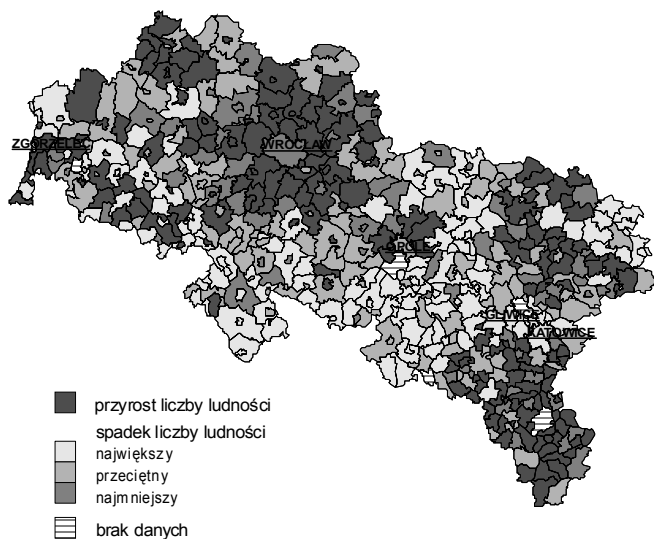 ZGORZELEC
WROCŁAW
OPOLE
GLIWICE
KATOWICE
przyrost liczby ludności
spadek liczby ludności
największy
przeciętny
najmniejszy
brak danych